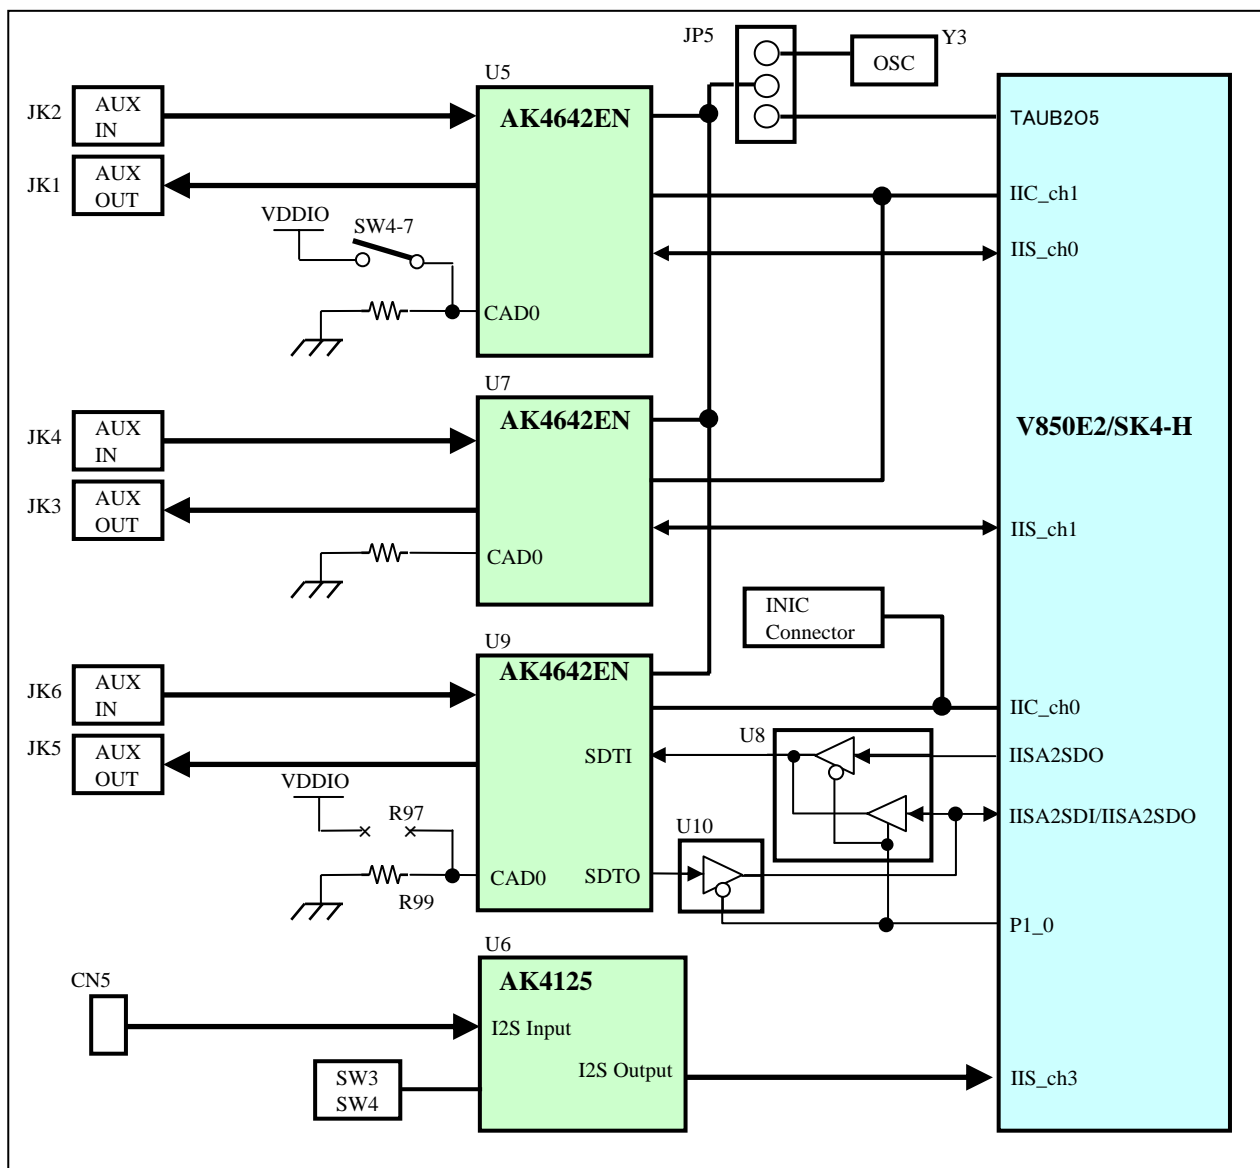 JP5
Y3
OSC
U5
JK2
AUX
IN
AK4642EN
TAUB2O5
JK1
AUX
OUT
IIC_ch1
VDDIO
SW4-7
IIS_ch0
CAD0
U7
JK4
AUX
IN
AK4642EN
V850E2/SK4-H
JK3
AUX
OUT
IIS_ch1
CAD0
INIC
Connector
U9
AK4642EN
JK6
AUX
IN
IIC_ch0
U8
JK5
AUX
OUT
SDTI
IISA2SDO
VDDIO
R97
IISA2SDI/IISA2SDO
U10
CAD0
SDTO
R99
P1_0
U6
CN5
AK4125
I2S Input
I2S Output
SW3
SW4
IIS_ch3